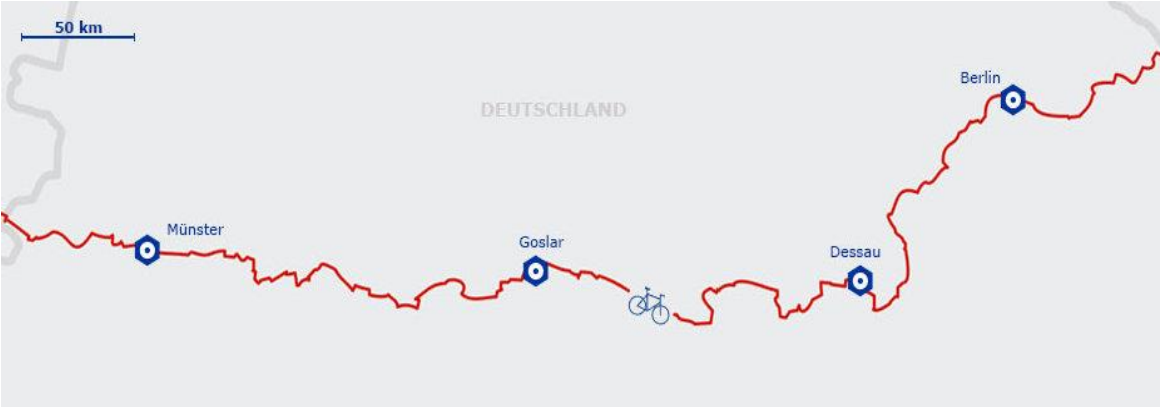 50 km
Berlin
DEUTSCHLAND
Münster
Goslar
Dessau